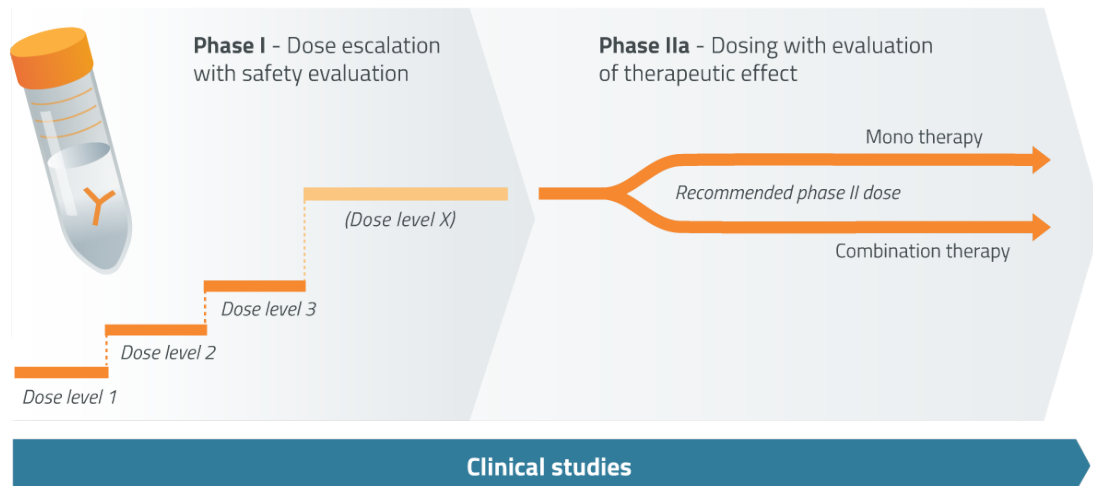 Phase I - Dose escalation
with safety evaluation
Phase IIa - Dosing with evaluation
of therapeutic effect
Mono therapy
Recommended phase II dose
(Dose level X)
Combination therapy
Dose level 3
Dose level 2
Dose level 1
Clinical studies